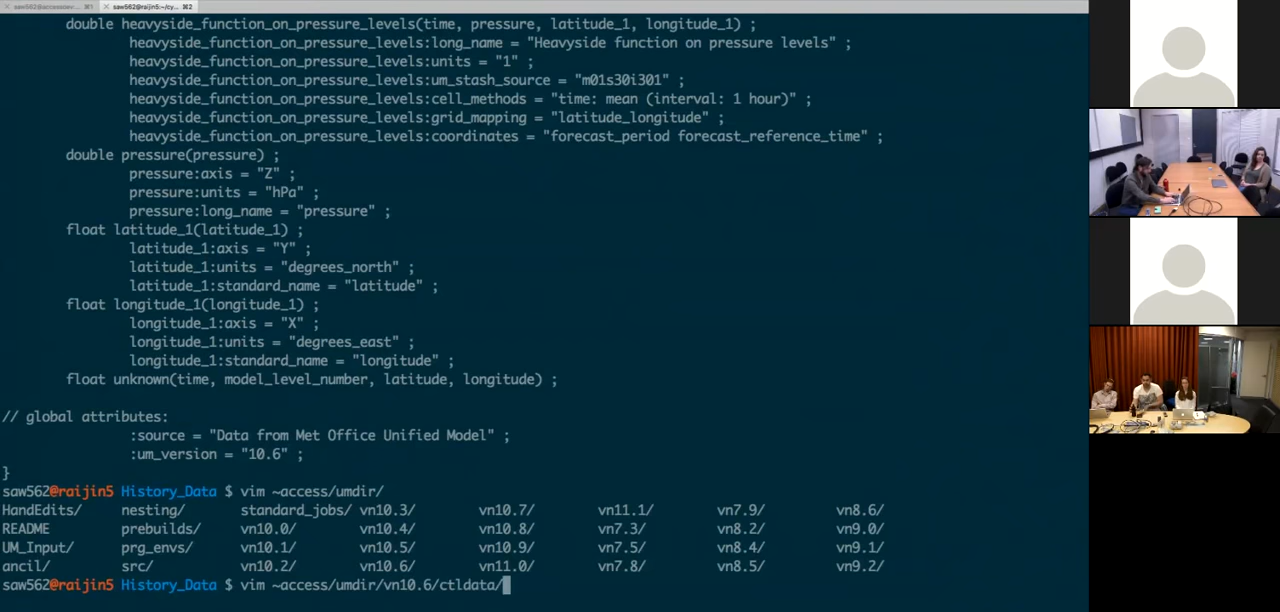 saw562@accessdev... ⌘1 saw562@raijin5:~/cy... ⌘2
double heavyside_function_on_pressure_levels(time, pressure, latitude_1, longitude_1) ;
heavyside_function_on_pressure_levels:long_name = "Heavyside function on pressure levels" ;
heavyside_function_on_pressure_levels:units = "1" ;
heavyside_function_on_pressure_levels:um_stash_source = "m01s30i301" ;
heavyside_function_on_pressure_levels:cell_methods = "time: mean (interval: 1 hour)" ;
heavyside_function_on_pressure_levels:grid_mapping = "latitude_longitude" ;
heavyside_function_on_pressure_levels:coordinates = "forecast_period forecast_reference_time" ;
double pressure(pressure) ;
pressure:axis = "Z" ;
pressure:units = "hPa" ;
pressure:long_name = "pressure" ;
float latitude_1(latitude_1) ;
latitude_1:axis = "Y" ;
latitude_1:units = "degrees_north" ;
latitude_1:standard_name = "latitude" ;
float longitude_1(longitude_1) ;
longitude_1:axis = "X" ;
longitude_1:units = "degrees_east" ;
longitude_1:standard_name = "longitude" ;
float unknown(time, model_level_number, latitude, longitude) ;
// global attributes:
:source = "Data from Met Office Unified Model" ;
:um_version = "10.6" ;
}
saw562@raijin5 History_Data $ vim ~access/umdir/
HandEdits/ nesting/ standard_jobs/ vn10.3/ vn10.7/ vn11.1/ vn7.9/ vn8.6/
README prebuilds/ vn10.0/ vn10.4/ vn10.8/ vn7.3/ vn8.2/ vn9.0/
UM_Input/ prg_envs/ vn10.1/ vn10.5/ vn10.9/ vn7.5/ vn8.4/ vn9.1/
ancil/ src/ vn10.2/ vn10.6/ vn11.0/ vn7.8/ vn8.5/ vn9.2/
saw562@raijin5 History_Data $ vim ~access/umdir/vn10.6/ctldata/